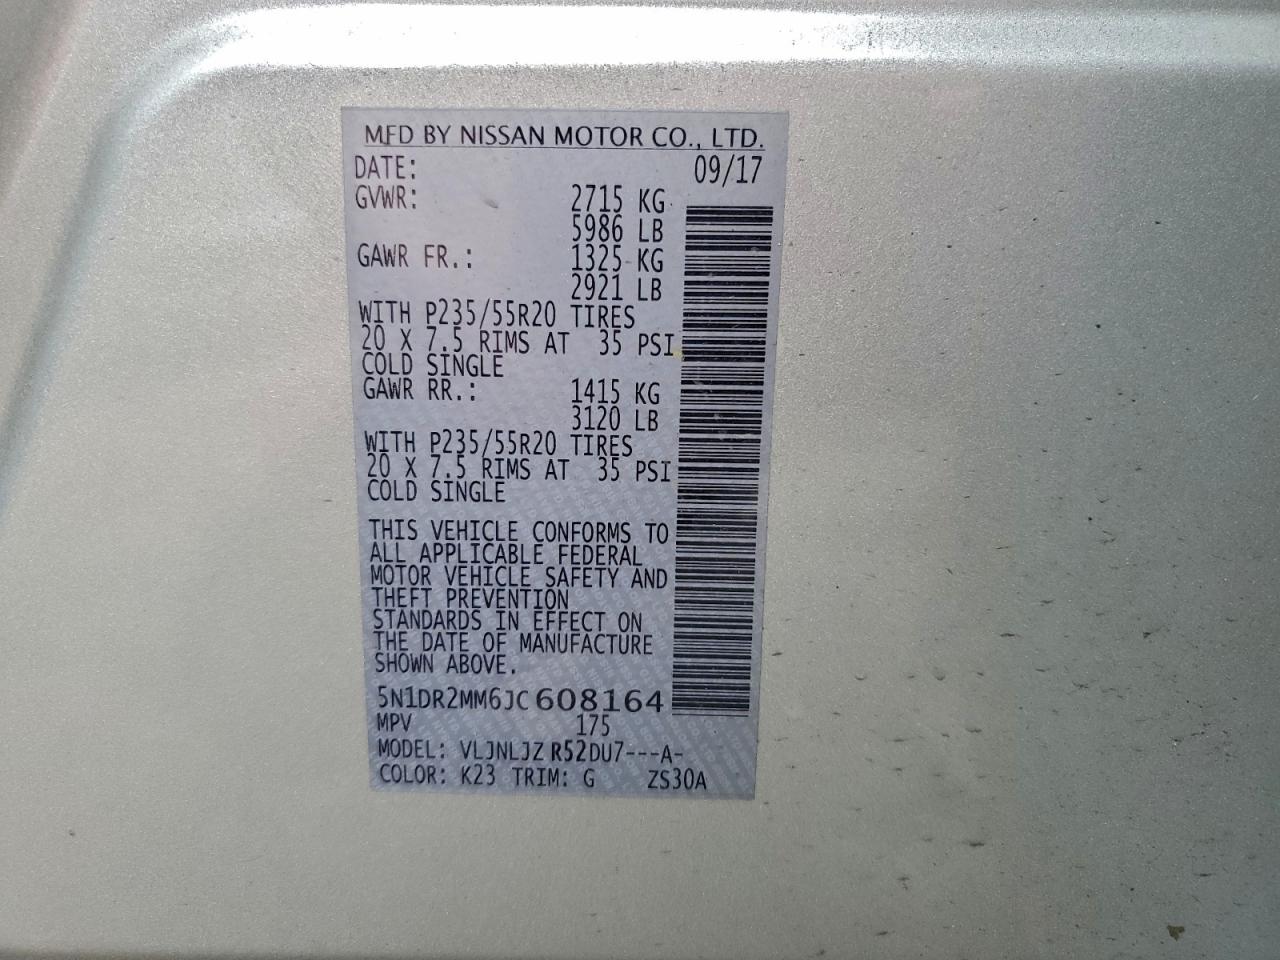 MFD BY NISSAN MOTOR CO., LTD.
DATE: 09/17
GVWR: 2715 KG
5986 LB
GAWR FR.: 1325 KG
2921 LB
WITH P235/55R20 TIRES
20 X 7.5 RIMS AT 35 PSI
COLD SINGLE
GAWR RR.: 1415 KG
3120 LB
WITH P235/55R20 TIRES
20 X 7.5 RIMS AT 35 PSI
COLD SINGLE
THIS VEHICLE CONFORMS TO
ALL APPLICABLE FEDERAL
MOTOR VEHICLE SAFETY AND
THEFT PREVENTION
STANDARDS IN EFFECT ON
THE DATE OF MANUFACTURE
SHOWN ABOVE.
5N1DR2MM6JC608164
MPV 175
MODEL: VLJNLJZ R52DU7---A-
COLOR: K23 TRIM: G ZS30A